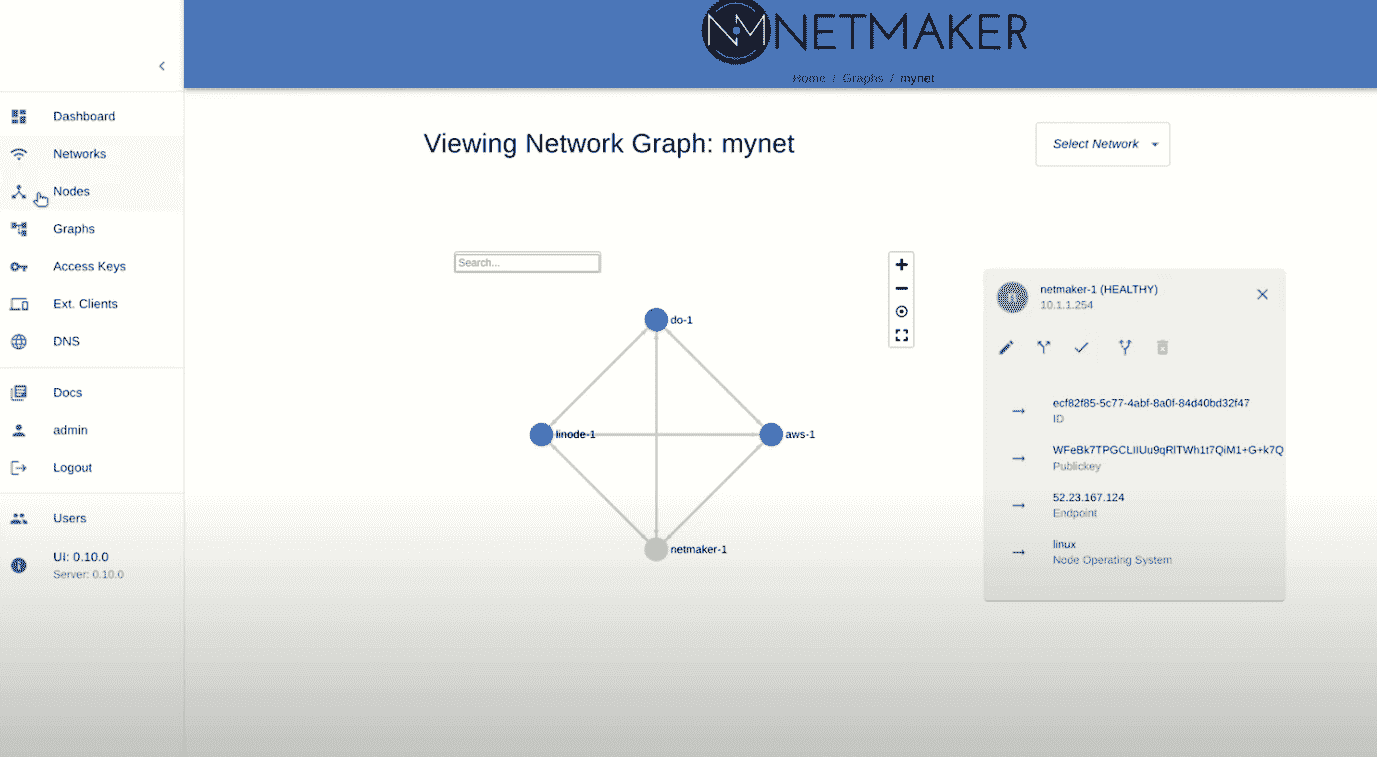 NETMAKER
Home / Graphs / mynet
Dashboard
Networks
Nodes
Graphs
Access Keys
Ext. Clients
DNS
Docs
admin
Logout
Users
UI: 0.10.0
Server: 0.10.0
Viewing Network Graph: mynet
Select Network
Search...
do-1
linode-1
aws-1
netmaker-1
netmaker-1 (HEALTHY)
10.1.1.254
ecf82f85-5c77-4abf-8a0f-84d40bd32f47
ID
Publickey
52.23.167.124
Endpoint
linux
Node Operating System